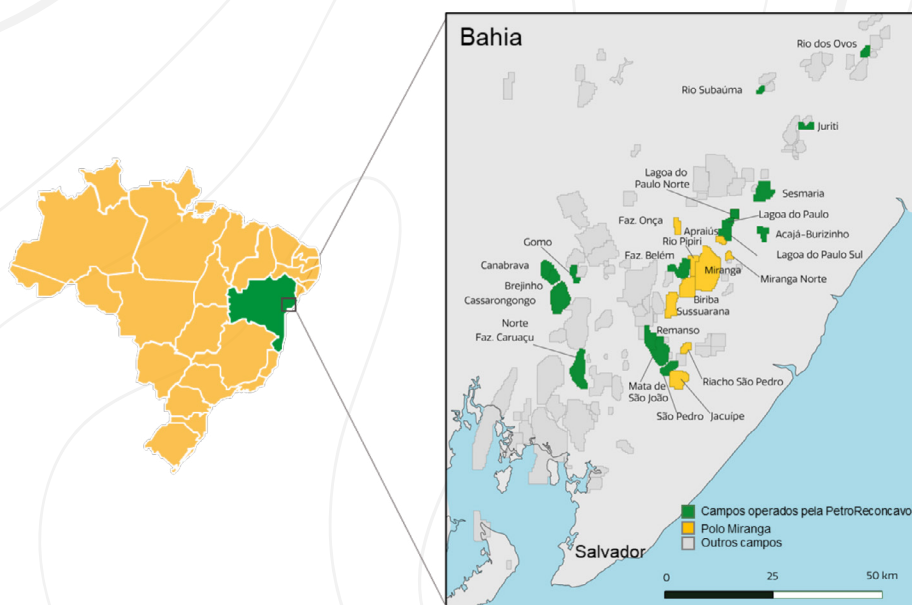 Bahia
Rio dos Ovos
Rio Subaúma
Juriti
Lagoa do
Paulo Norte
Sesmaria
Lagoa do Paulo
Faz. Onça
Apraiús
Acajá-Burizinho
Rio Pipiri
Gomo
Lagoa do Paulo Sul
Faz. Belém
Canabrava
Miranga
Miranga Norte
Brejinho
Cassarongongo
Biriba
Sussuarana
Norte
Faz. Caruaçu
Remanso
Riacho São Pedro
Mata de
São João
São Pedro
Jacuípe
Campos operados pela PetroReconcavo
Polo Miranga
Outros campos
Salvador
0 25 50 km